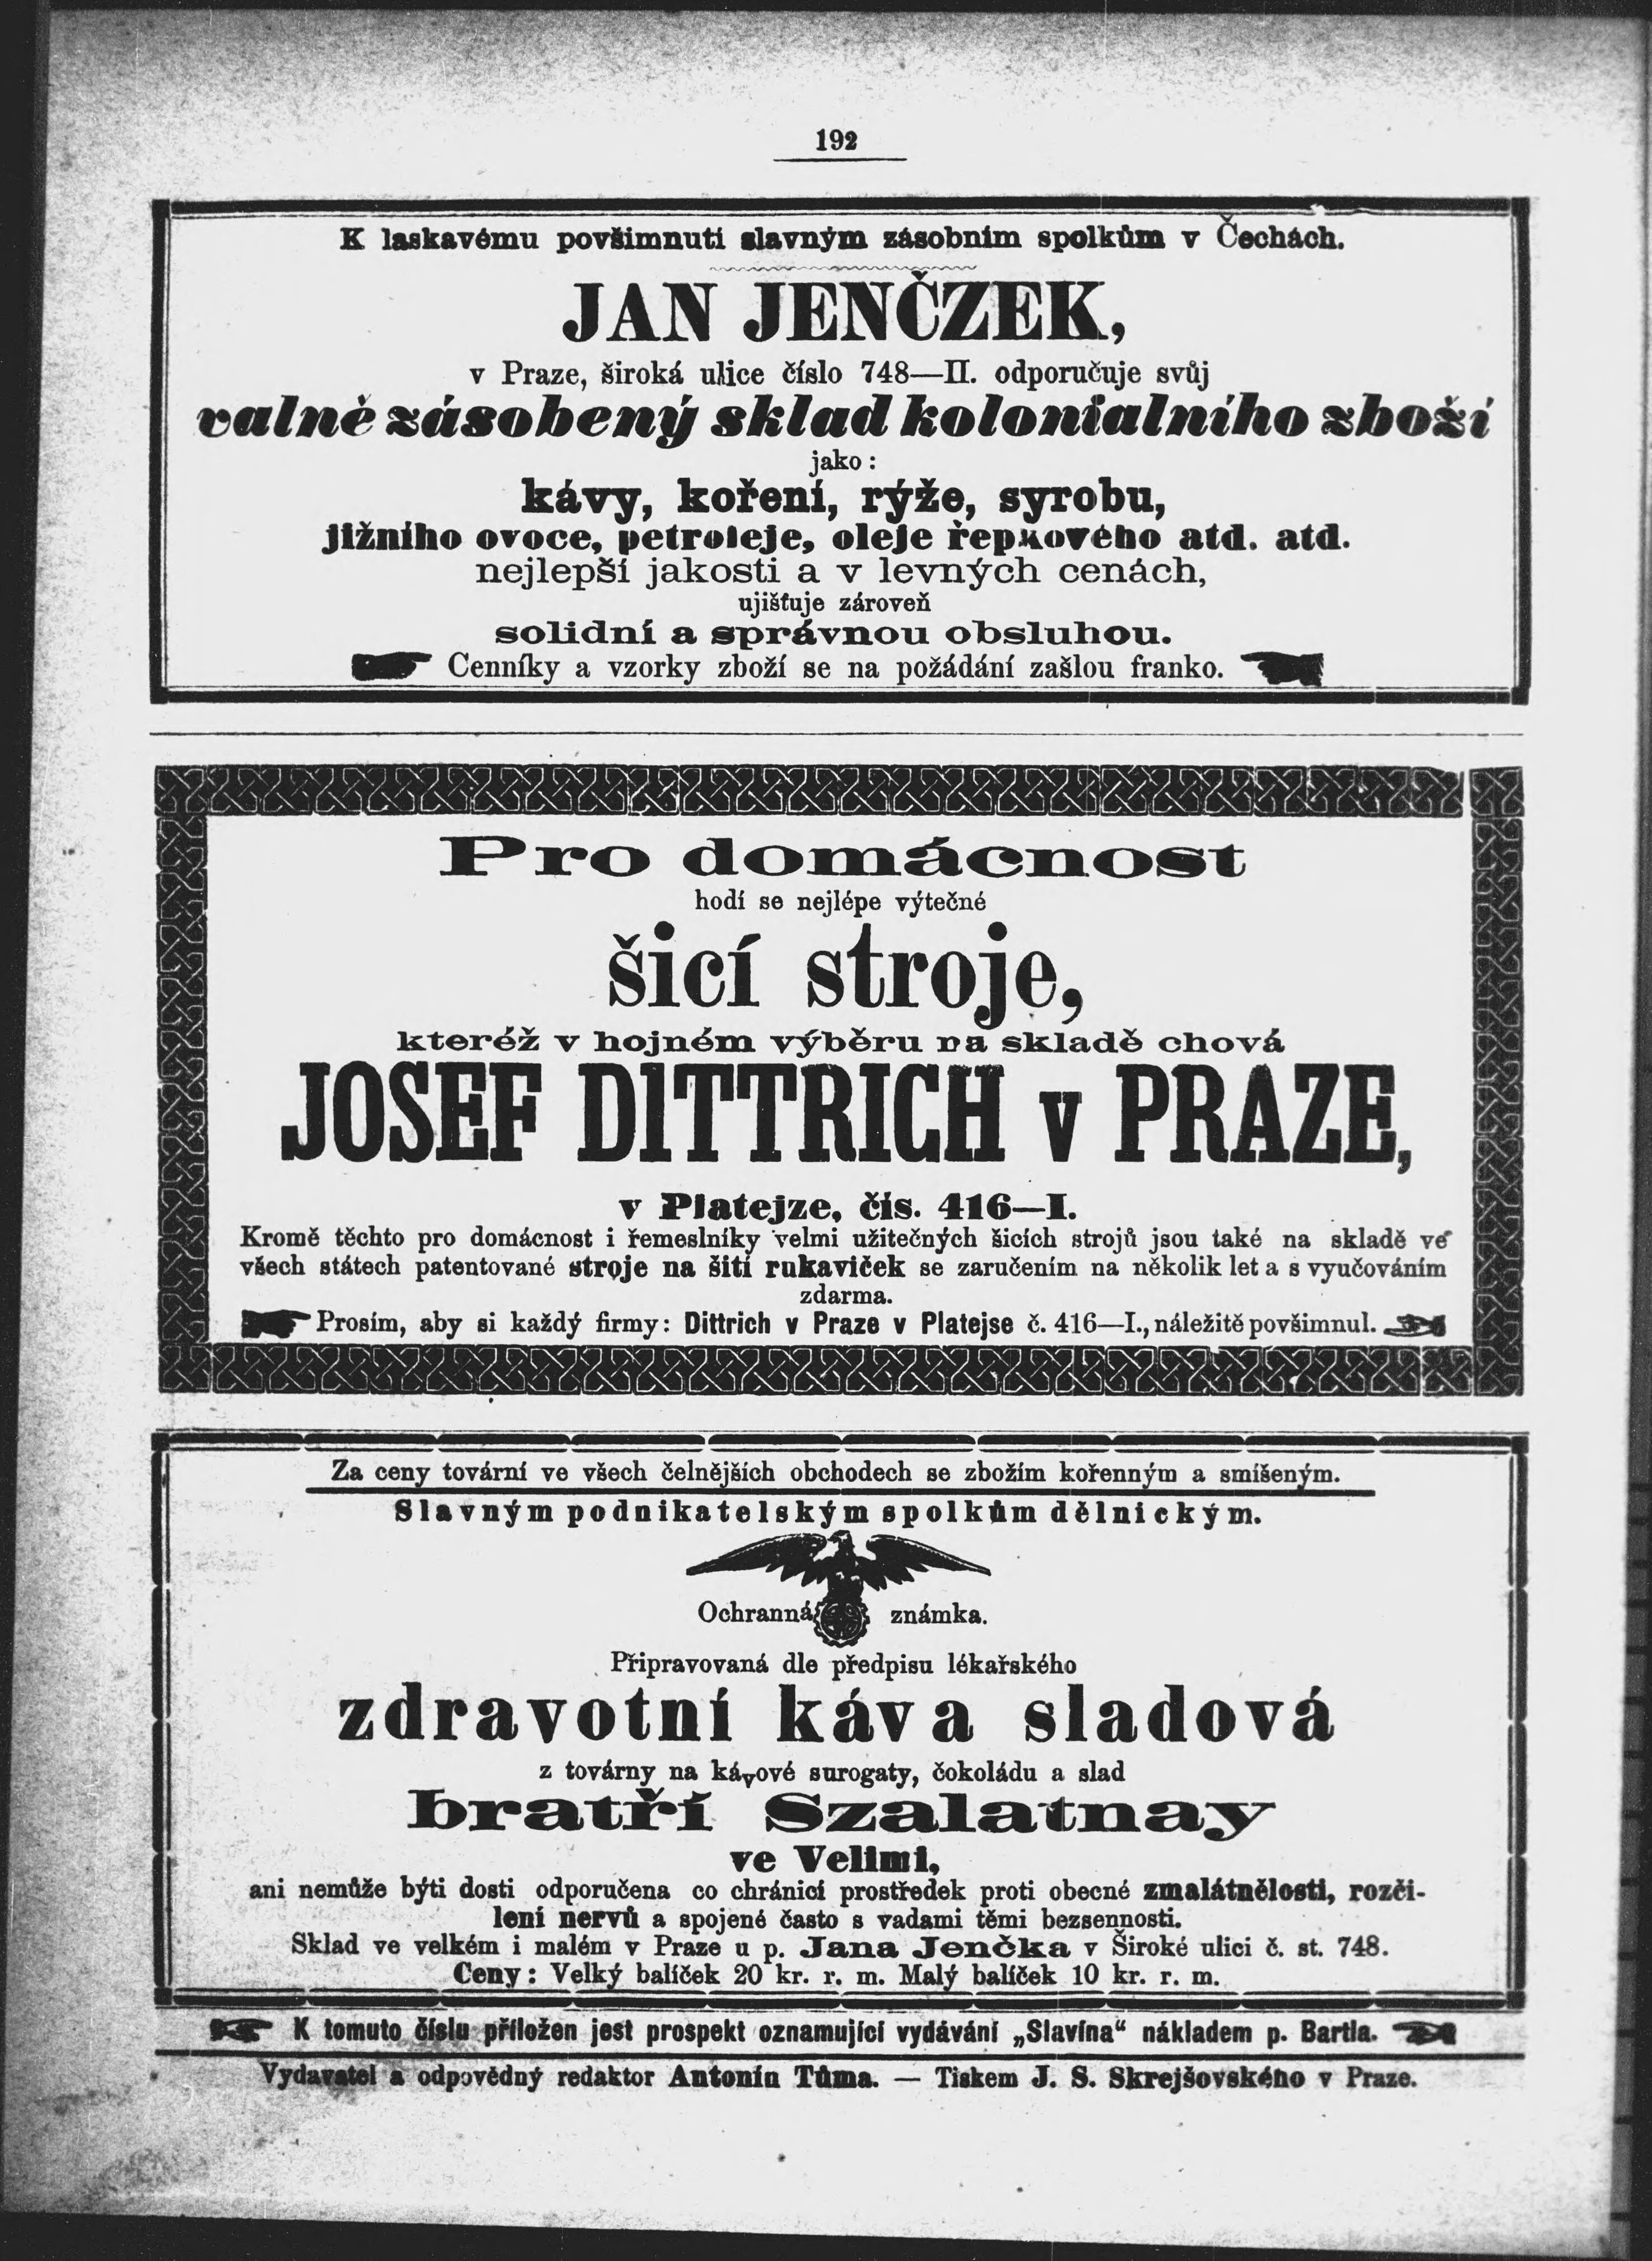 192
K laskavému povšimnutí slavným zásobním spolkům v Čechách.
JAN JENČZEK,
v Praze, široká ulice číslo 748—II. odporučuje svůj
valně zásobený sklad kolonialního zboží
jako:
kávy, koření, rýže, syrobu,
jižního ovoce, petroleje, oleje řepkového atd. atd.
nejlepší jakosti a v levných cenách,
ujišťuje zároveň
solidní a správnou obsluhou.
Cenníky a vzorky zboží se na požádání zašlou franko.
Pro domácnost
hodí se nejlépe výtečné
šicí stroje,
kteréž v hojném výběru na skladě chová
JOSEF DITTRICH v PRAZE,
v Platejze, čís. 416—I.
Kromě těchto pro domácnost i řemeslníky velmi užitečných šicích strojů jsou také na skladě ve
všech státech patentované stroje na šití rukaviček se zaručením na několik let a s vyučováním
zdarma.
Prosím, aby si každý firmy: Dittrich v Praze v Platejse č. 416—I., náležitě povšimnul.
Za ceny tovární ve všech čelnějších obchodech se zbožím kořenným a smíšeným.
Slavným podnikatelským spolkům dělnickým.
Ochranná známka.
Připravovaná dle předpisu lékařského
zdravotní káva sladová
z továrny na kávové surogaty, čokoládu a slad
bratří Szalatnay
ve Velimi,
ani nemůže býti dosti odporučena co chránicí prostředek proti obecné zmalátnělosti, rozči-
lení nervů a spojené často s vadami těmi bezsennosti.
Sklad ve velkém i malém v Praze u p. Jana Jenčka v Široké ulici č. st. 748.
Ceny: Velký balíček 20 kr. r. m. Malý balíček 10 kr. r. m.
K tomuto číslu přiložen jest prospekt oznamující vydávání „Slavína“ nákladem p. Bartla.
Vydavatel a odpovědný redaktor Antonín Tůma. — Tiskem J. S. Skrejšovského v Praze.